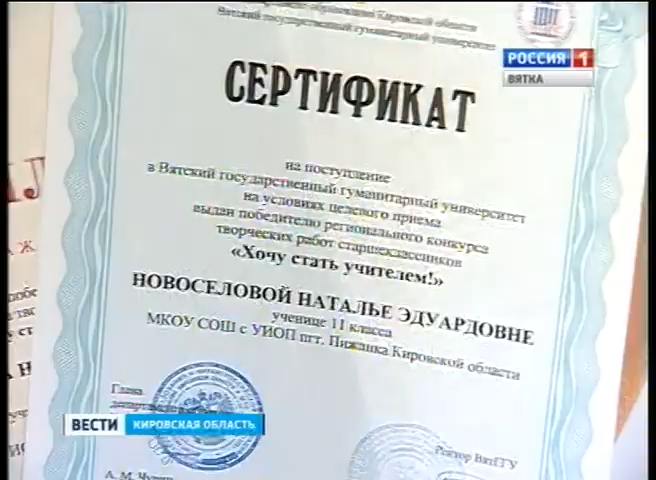 Вятский государственный гуманитарный университет
РОССИЯ 1
ВЯТКА
СЕРТИФИКАТ
на поступление
в Вятский государственный гуманитарный университет
на условиях целевого приема
выдан победителю регионального конкурса
творческих работ старшеклассников
«Хочу стать учителем!»
НОВОСЕЛОВОЙ НАТАЛЬЕ ЭДУАРДОВНЕ
ученице 11 класса
МКОУ СОШ с УИОП пгт. Пижанка Кировской области
Глава
ВЕСТИ КИРОВСКАЯ ОБЛАСТЬ
Ректор ВятГГУ
А. М.